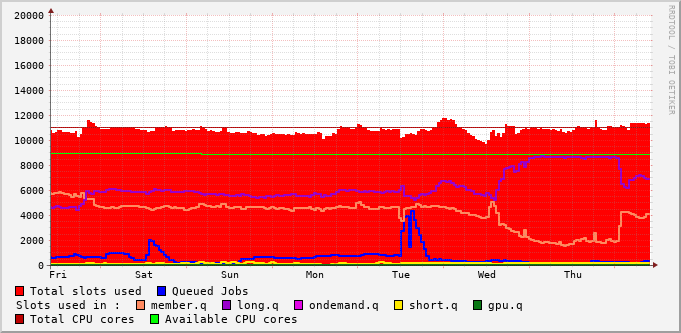 20000
18000
16000
14000
12000
10000
8000
6000
4000
2000
0
Fri Sat Sun Mon Tue Wed Thu
RRDTOOL / TOBI OETIKER
Total slots used Queued Jobs
Slots used in : member.q long.q ondemand.q short.q gpu.q
Total CPU cores Available CPU cores